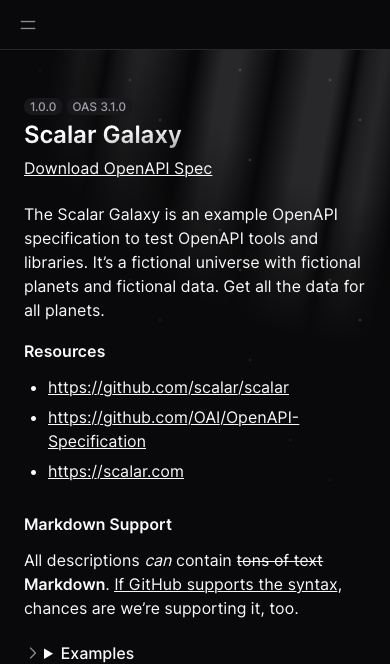 1.0.0 OAS 3.1.0
Scalar Galaxy
Download OpenAPI Spec
The Scalar Galaxy is an example OpenAPI
specification to test OpenAPI tools and
libraries. It’s a fictional universe with fictional
planets and fictional data. Get all the data for
all planets.
Resources
• https://github.com/scalar/scalar
• https://github.com/OAI/OpenAPI-
Specification
• https://scalar.com
Markdown Support
All descriptions can contain tons of text
Markdown. If GitHub supports the syntax,
chances are we’re supporting it, too.
Examples